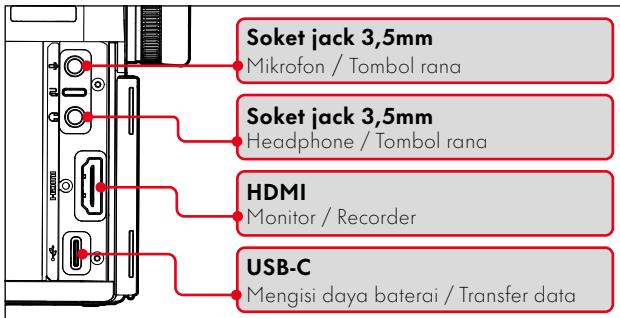 Soket jack 3,5mm
Mikrofon / Tombol rana
Soket jack 3,5mm
Headphone / Tombol rana
HDMI
HDMI
Monitor / Recorder
USB-C
Mengisi daya baterai / Transfer data